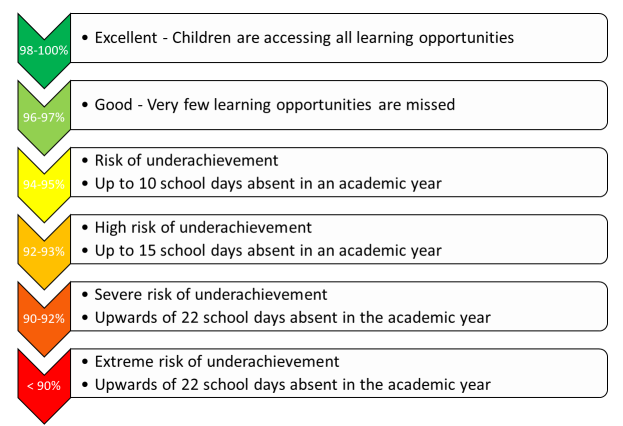 98-100%
• Excellent - Children are accessing all learning opportunities
96-97%
• Good - Very few learning opportunities are missed
94-95%
• Risk of underachievement
• Up to 10 school days absent in an academic year
92-93%
• High risk of underachievement
• Up to 15 school days absent in an academic year
90-92%
• Severe risk of underachievement
• Upwards of 22 school days absent in the academic year
< 90%
• Extreme risk of underachievement
• Upwards of 22 school days absent in the academic year